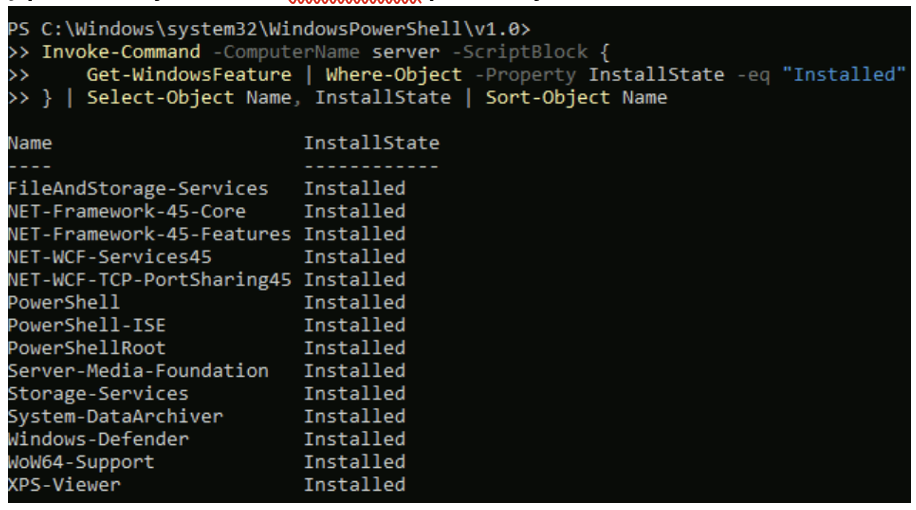 PS C:\Windows\system32\WindowsPowerShell\v1.0>
>> Invoke-Command -ComputerName server -ScriptBlock {
>>     Get-WindowsFeature | Where-Object -Property InstallState -eq "Installed"
>> } | Select-Object Name, InstallState | Sort-Object Name

Name                     InstallState
----                     ------------
FileAndStorage-Services  Installed
NET-Framework-45-Core    Installed
NET-Framework-45-Features Installed
NET-WCF-Services45       Installed
NET-WCF-TCP-PortSharing45 Installed
PowerShell               Installed
PowerShell-ISE           Installed
PowerShellRoot           Installed
Server-Media-Foundation  Installed
Storage-Services         Installed
System-DataArchiver      Installed
Windows-Defender         Installed
WoW64-Support            Installed
XPS-Viewer               Installed